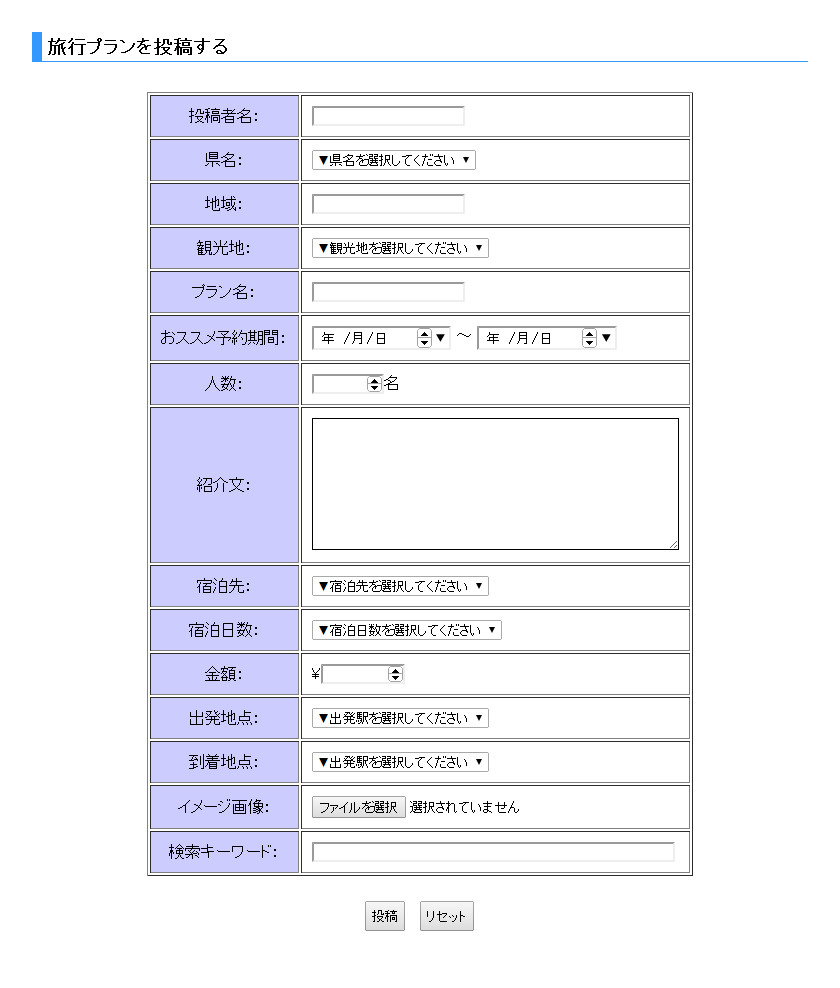 旅行プランを投稿する
投稿者名:
県名: ▼県名を選択してください ▼
地域:
観光地: ▼観光地を選択してください ▼
プラン名:
おススメ予約期間: 年 /月/日 ▼ ～ 年 /月/日 ▼
人数: 名
紹介文:
宿泊先: ▼宿泊先を選択してください ▼
宿泊日数: ▼宿泊日数を選択してください ▼
金額: ¥
出発地点: ▼出発駅を選択してください ▼
到着地点: ▼出発駅を選択してください ▼
イメージ画像: ファイルを選択 選択されていません
検索キーワード:
投稿 リセット